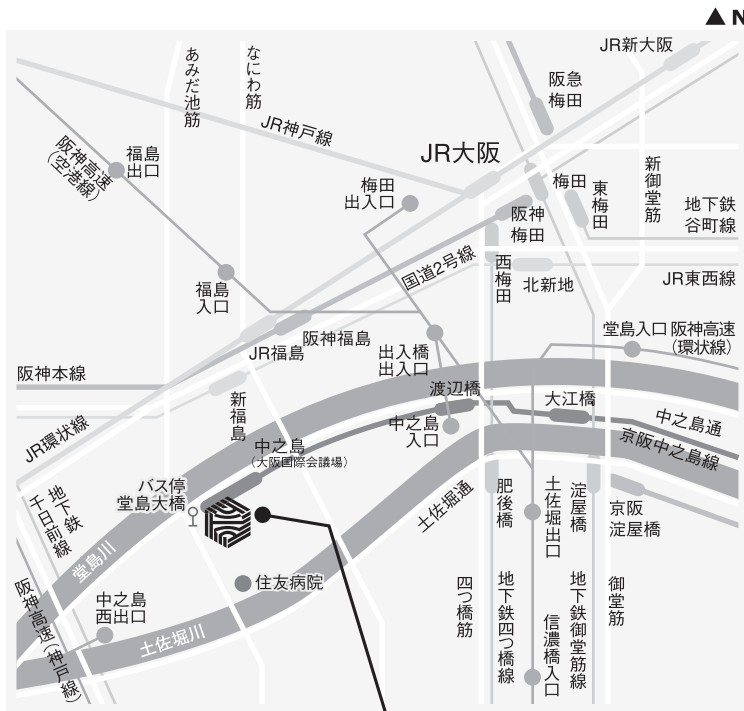 ▲ N
JR新大阪
阪急
梅田
なにわ筋
あみだ池筋
JR神戸線
JR大阪
阪神高速
(空港線)
福島
出口
梅田
出入口
梅田
東梅田
新御堂筋
地下鉄
谷町線
阪神
梅田
国道2号線
西梅田
北新地
JR東西線
福島
入口
阪神福島
JR福島
出入橋
出入口
堂島入口
阪神高速
(環状線)
阪神本線
新福島
渡辺橋
大江橋
中之島通
京阪中之島線
JR環状線
中之島
(大阪国際会議場)
中之島
入口
バス停
堂島大橋
土佐堀通
肥後橋
土佐堀出口
淀屋橋
京阪
淀屋橋
地下鉄
千日前線
堂島川
住友病院
中之島
西出口
阪神高速(神戸線)
土佐堀川
四つ橋筋
地下鉄四つ橋線
信濃橋入口
地下鉄御堂筋線
御堂筋